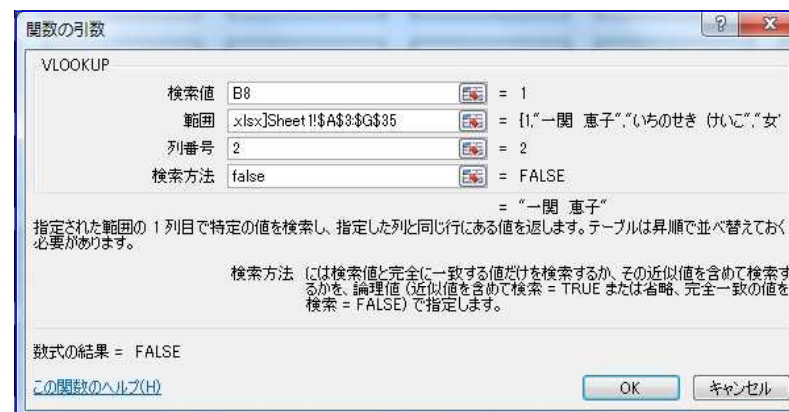 関数の引数
VLOOKUP
検索値 B8 = 1
範囲 .xlsx]Sheet1!$A$3:$G$35 = {1,"一関 恵子","いちのせき けいこ","女"
列番号 2 = 2
検索方法 false = FALSE
= "一関 恵子"
指定された範囲の 1 列目で特定の値を検索し、指定した列と同じ行にある値を返します。テーブルは昇順で並べ替えておく
必要があります。
検索方法 には検索値と完全に一致する値だけを検索するか、その近似値を含めて検索す
るかを、論理値 (近似値を含めて検索 = TRUE または省略、完全一致の値を
検索 = FALSE) で指定します。
数式の結果 = FALSE
この関数のヘルプ(H) OK キャンセル